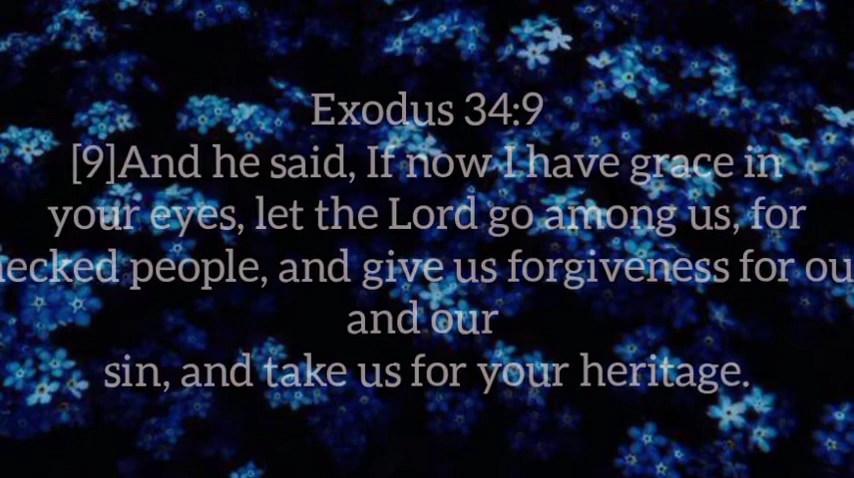 Exodus 34:9
[9]And he said, If now I have grace in
your eyes, let the Lord go among us, for
people, and give us forgiveness for
and our
sin, and take us for your heritage.